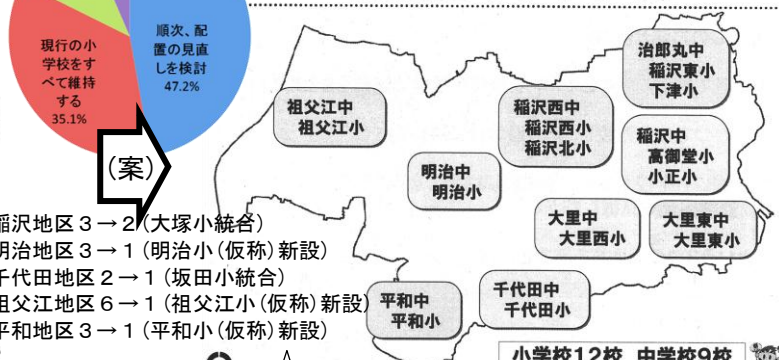 現行の小
学校をす
べて維持
する
35.1%
順次、配
置の見直
しを検討
47.2%
(案)
稲沢地区3→2(大塚小統合)
明治地区3→1(明治小(仮称)新設)
千代田地区2→1(坂田小統合)
祖父江地区6→1(祖父江小(仮称)新設)
平和地区3→1(平和小(仮称)新設)
治郎丸中
稲沢東小
下津小
祖父江中
祖父江小
稲沢西中
稲沢西小
稲沢北小
稲沢中
高御堂小
小正小
明治中
明治小
大里中
大里西小
大里東中
大里東小
平和中
平和小
千代田中
千代田小
小学校12校 中学校9校